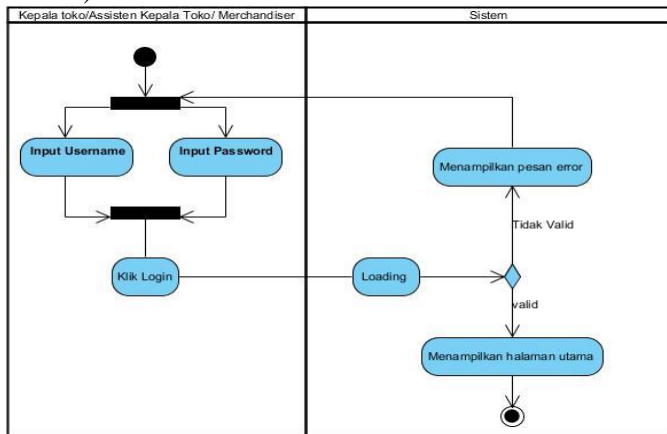 Kepala toko/Assisten Kepala Toko/ Merchandiser
Sistem
Input Username
Input Password
Menampilkan pesan error
Tidak Valid
Klik Login
Loading
valid
Menampilkan halaman utama